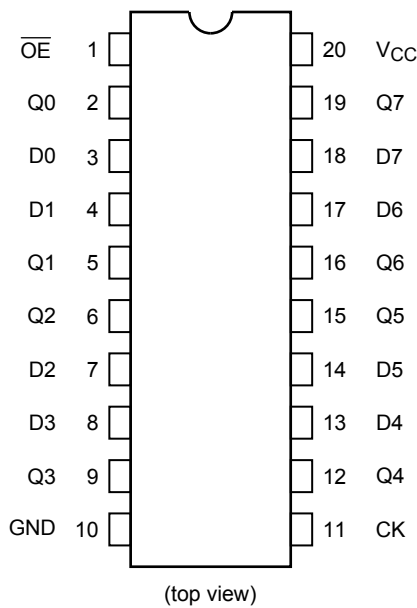 O̅E̅ 1 20 VCC
Q0 2 19 Q7
D0 3 18 D7
D1 4 17 D6
Q1 5 16 Q6
Q2 6 15 Q5
D2 7 14 D5
D3 8 13 D4
Q3 9 12 Q4
GND 10 11 CK
(top view)